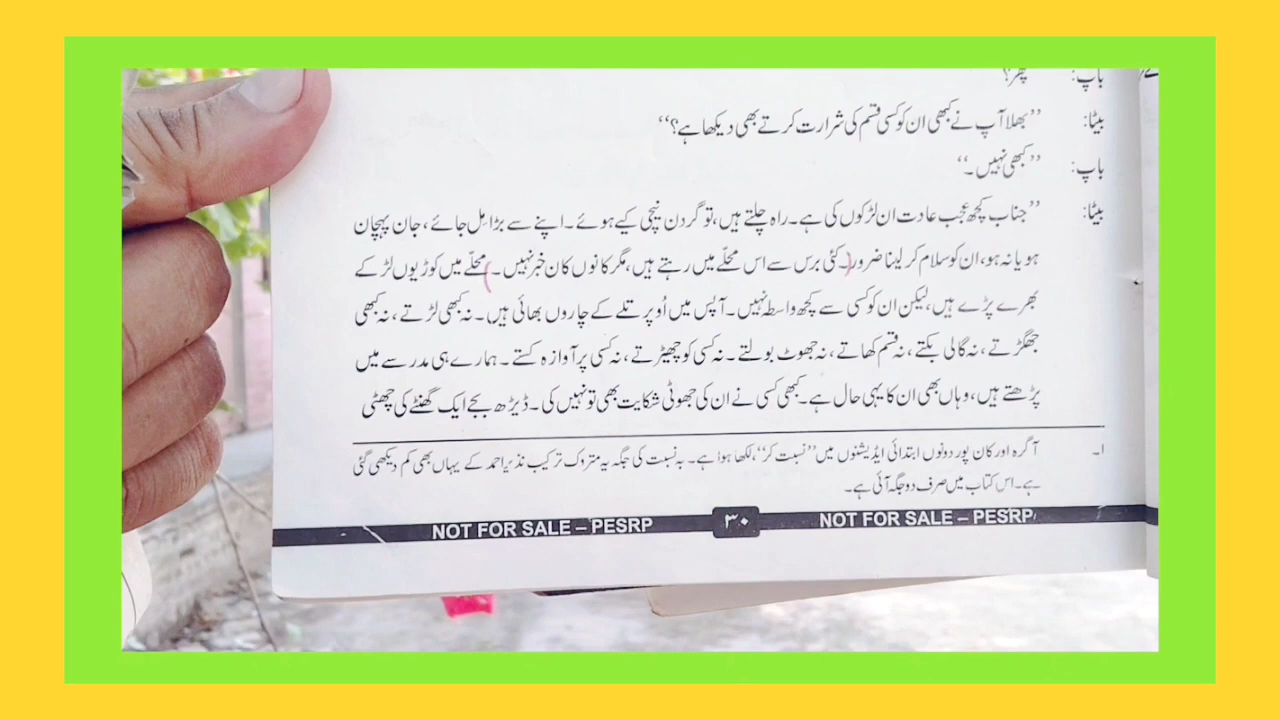 باپ: پھر؟
بیٹا: ”بھلا آپ نے کبھی ان کو کسی قسم کی شرارت کرتے بھی دیکھا ہے؟“
باپ: ”کبھی نہیں۔“
بیٹا: ”جناب کچھ عجب عادت ان لڑکوں کی ہے۔ راہ چلتے ہیں، تو گردن نیچی کیے ہوئے۔ اپنے سے بڑا مِل جائے، جان پہچان
ہو یا نہ ہو، ان کو سلام کر لینا ضرور۔ کئی برس سے اس محلّے میں رہتے ہیں، مگر کانوں کان خبر نہیں۔ محلّے میں کوڑیوں لڑکے
بھرے پڑے ہیں، لیکن ان کو کسی سے کچھ واسطہ نہیں۔ آپس میں اُوپر تلے کے چاروں بھائی ہیں۔ نہ کبھی لڑتے، نہ کبھی
جھگڑتے، نہ گالی بکتے، نہ قسم کھاتے، نہ جھوٹ بولتے۔ نہ کسی کو چھیڑتے، نہ کسی پر آوازہ کستے۔ ہمارے ہی مدرسے میں
پڑھتے ہیں، وہاں بھی ان کا یہی حال ہے۔ کبھی کسی نے ان کی جھوٹی شکایت بھی تو نہیں کی۔ ڈیڑھ بجے ایک گھنٹے کی چھٹی
۱۔ آگرہ اور کان پور دونوں ابتدائی ایڈیشنوں میں ”نسبت کر“، لکھا ہوا ہے۔ بہ نسبت کی جگہ یہ متروک ترکیب نذیر احمد کے یہاں بھی کم دیکھی گئی
ہے۔ اس کتاب میں صرف دو جگہ آئی ہے۔
NOT FOR SALE – PESRP ۳۰ NOT FOR SALE – PESRP